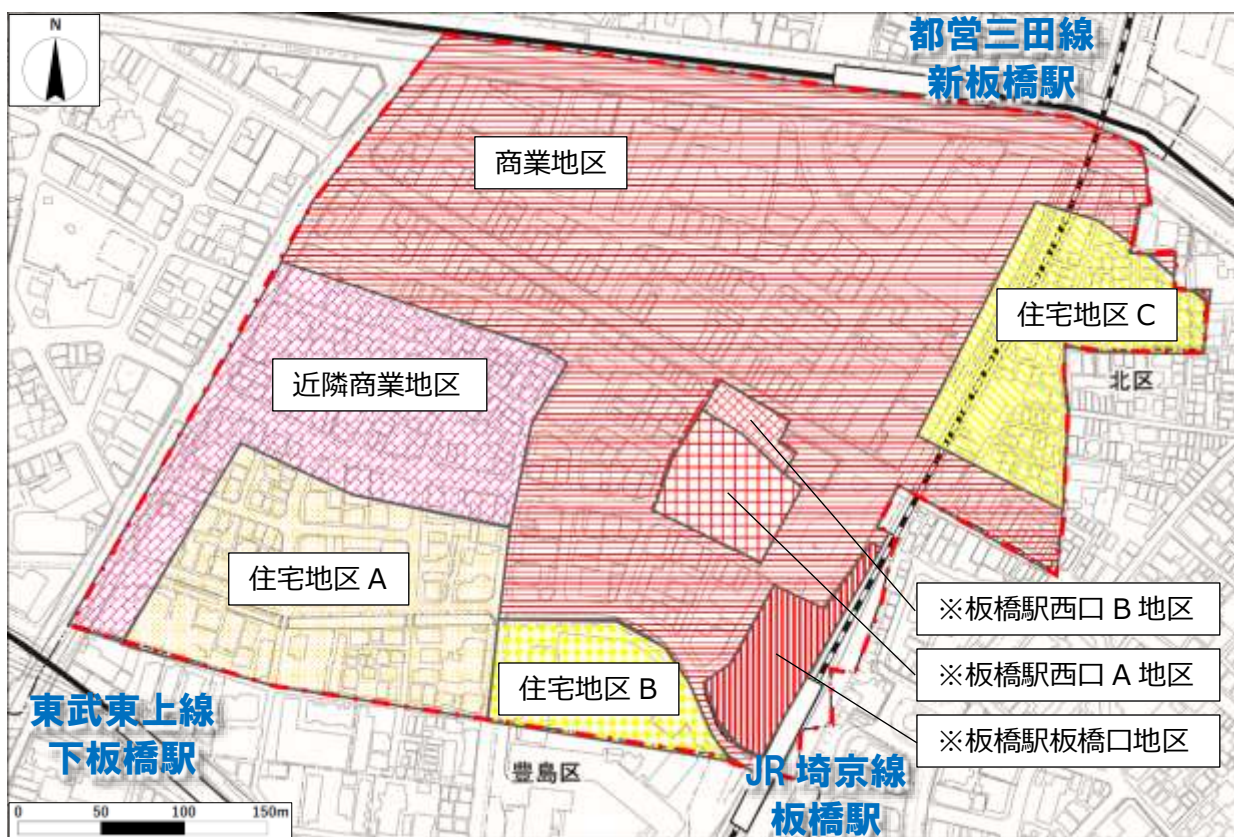 N
都営三田線
新板橋駅
商業地区
住宅地区 C
近隣商業地区
北区
住宅地区 A
※板橋駅西口 B 地区
※板橋駅西口 A 地区
住宅地区 B
※板橋駅板橋口地区
東武東上線
下板橋駅
豊島区
JR 埼京線
板橋駅
0 50 100 150m